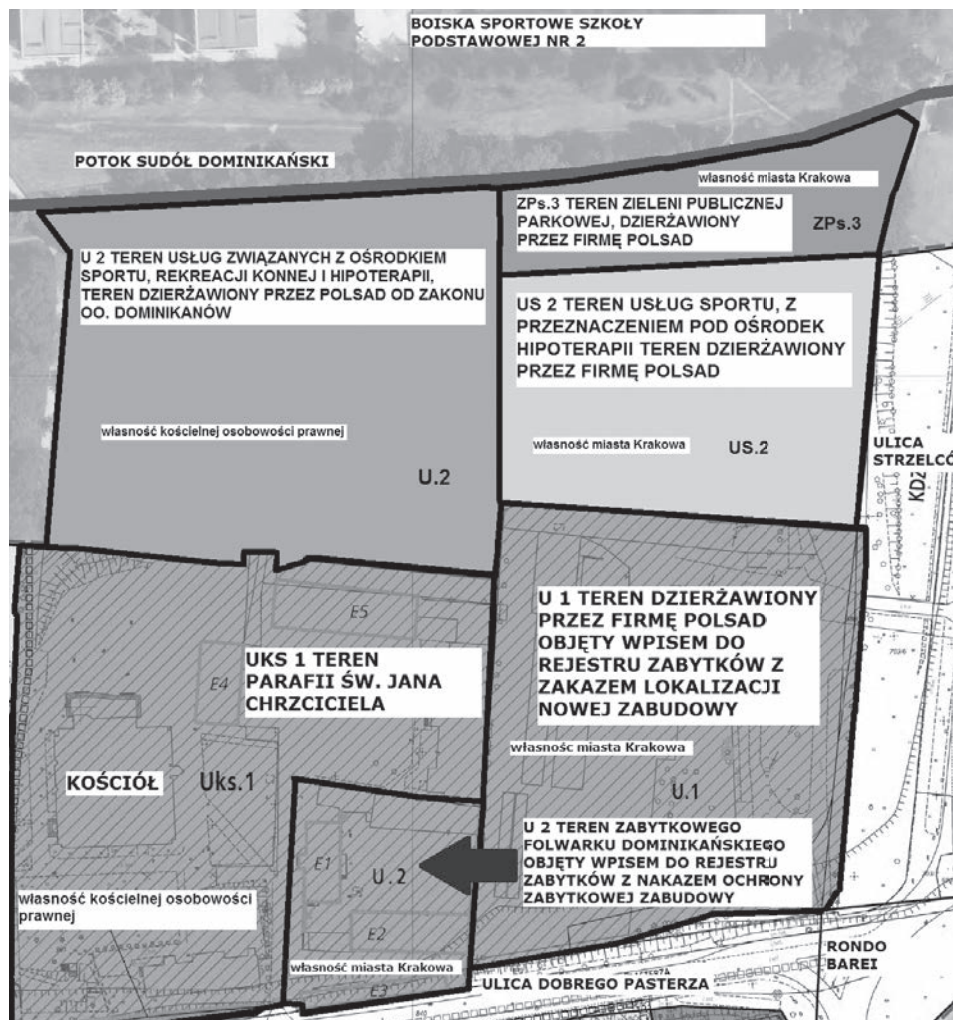 BOISKA SPORTOWE SZKOŁY
PODSTAWOWEJ NR 2
POTOK SUDÓŁ DOMINIKAŃSKI
własność miasta Krakowa
ZPs.3 TEREN ZIELENI PUBLICZNEJ
PARKOWEJ, DZIERŻAWIONY
PRZEZ FIRMĘ POLSAD
ZPs.3
U 2 TEREN USŁUG ZWIĄZANYCH Z OŚRODKIEM
SPORTU, REKREACJI KONNEJ I HIPOTERAPII,
TEREN DZIERŻAWIONY PRZEZ POLSAD OD ZAKONU
OO. DOMINIKANÓW
US 2 TEREN USŁUG SPORTU, Z
PRZEZNACZENIEM POD OŚRODEK
HIPOTERAPII TEREN DZIERŻAWIONY
PRZEZ FIRMĘ POLSAD
własność kościelnej osobowości prawnej
U.2
własność miasta Krakowa
US.2
ULICA
STRZELCÓ
KDZ
U 1 TEREN DZIERŻAWIONY
PRZEZ FIRMĘ POLSAD
OBJĘTY WPISEM DO
REJESTRU ZABYTKÓW Z
ZAKAZEM LOKALIZACJI
NOWEJ ZABUDOWY
E5
UKS 1 TEREN
PARAFII ŚW. JANA
CHRZCICIELA
E4
własnośc miasta Krakowa
KOŚCIÓŁ
Uks.1
U.1
U 2 TEREN ZABYTKOWEGO
FOLWARKU DOMINIKAŃSKIEGO
OBJĘTY WPISEM DO REJESTRU
ZABYTKÓW Z NAKAZEM OCHRONY
ZABYTKOWEJ ZABUDOWY
E1
U.2
własność kościelnej osobowości
prawnej
E2
własność miasta Krakowa
E3
ULICA DOBREGO PASTERZA
RONDO
BAREI